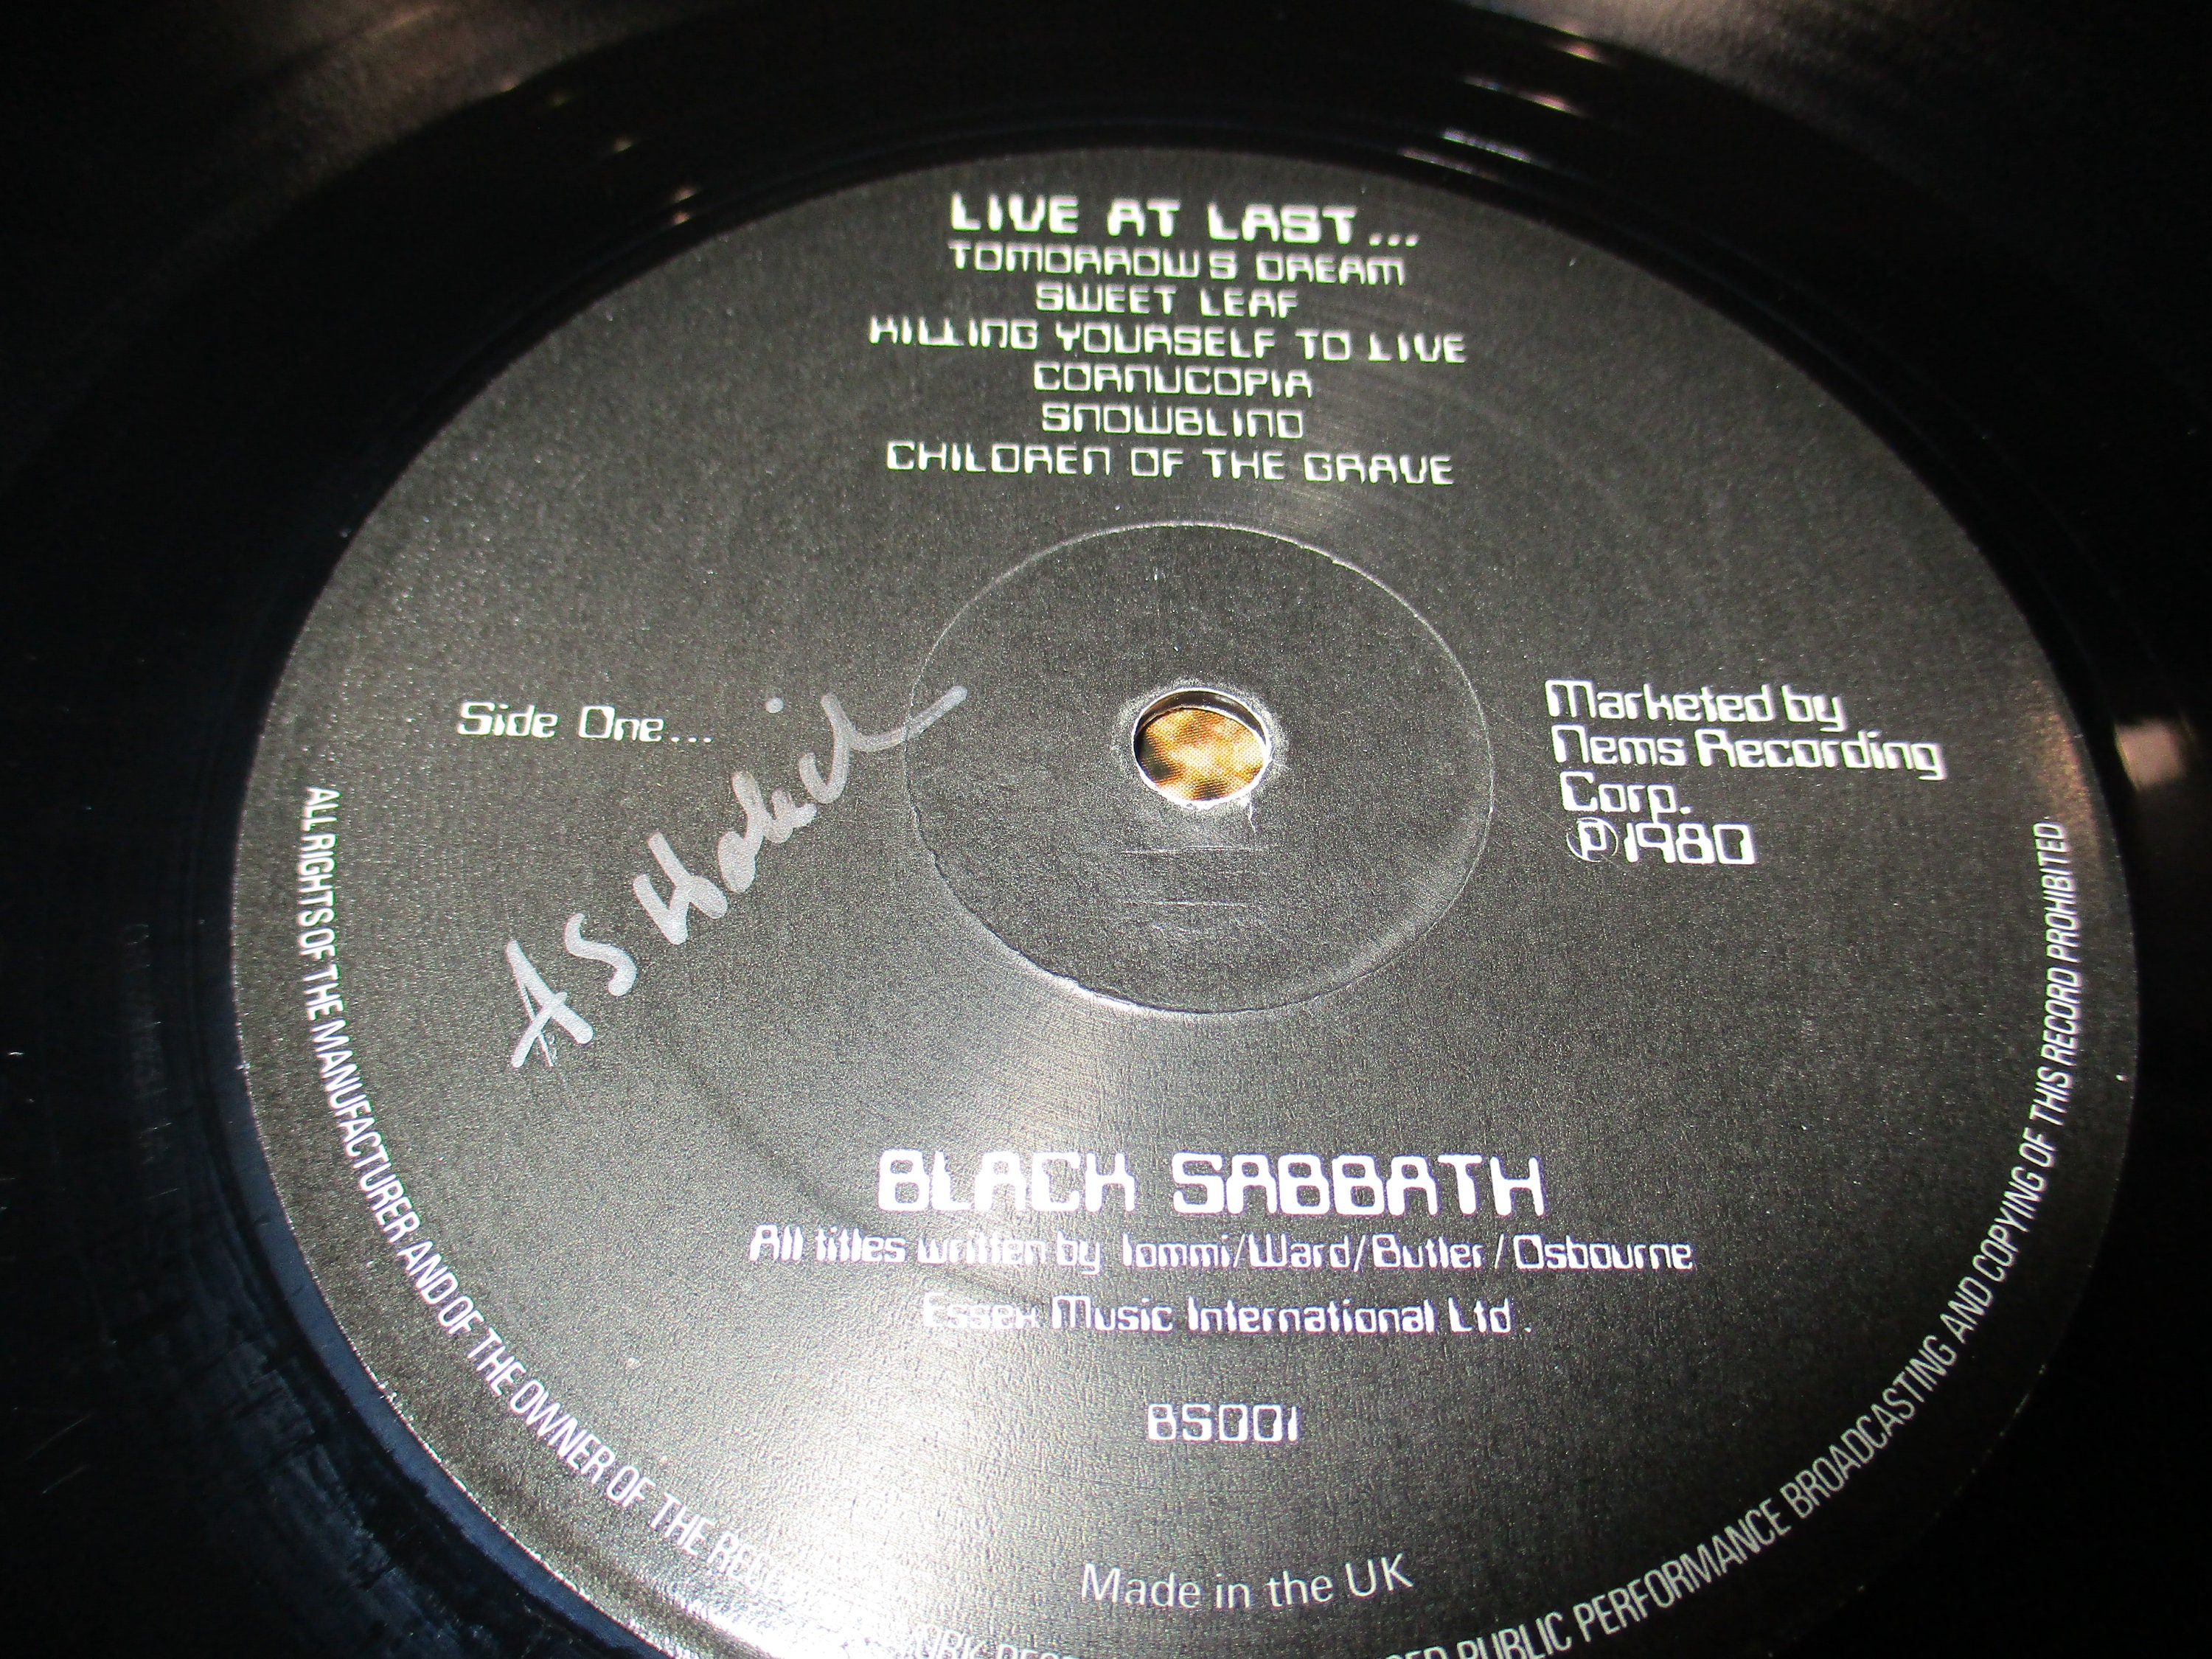 LIVE AT LAST...
TOMORROWS DREAM
SWEET LEAF
KILLING YOURSELF TO LIVE
CORNUCOPIA
SNOWBLIND
CHILDREN OF THE GRAVE
Side One...
Marketed by
Nems Recording
Corp.
℗1980
A S
BLACK SABBATH
All titles written by Iommi/Ward/Butler/Osbourne
Essex Music International Ltd.
BS001
Made in the UK
ALL RIGHTS OF THE MANUFACTURER AND OF THE OWNER OF THE
PUBLIC PERFORMANCE BROADCASTING AND COPYING OF THIS RECORD PROHIBITED